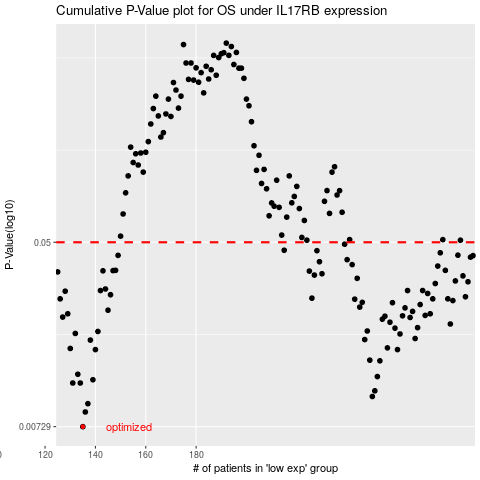 Cumulative P-Value plot for OS under IL17RB expression
P-Value(log10)
0.05
0.00729
optimized
0 120 140 160 180
# of patients in 'low exp' group